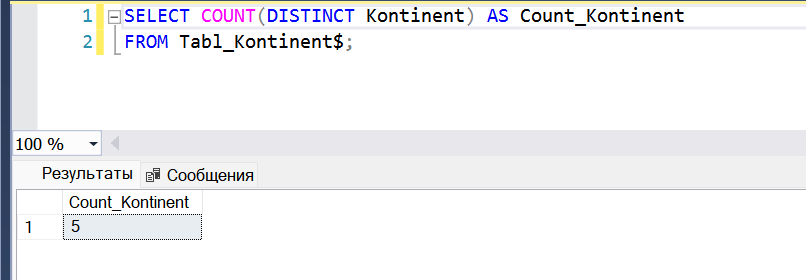 1 SELECT COUNT(DISTINCT Kontinent) AS Count_Kontinent
2 FROM Tabl_Kontinent$;
100 %
Результаты Сообщения
Count_Kontinent
1 5